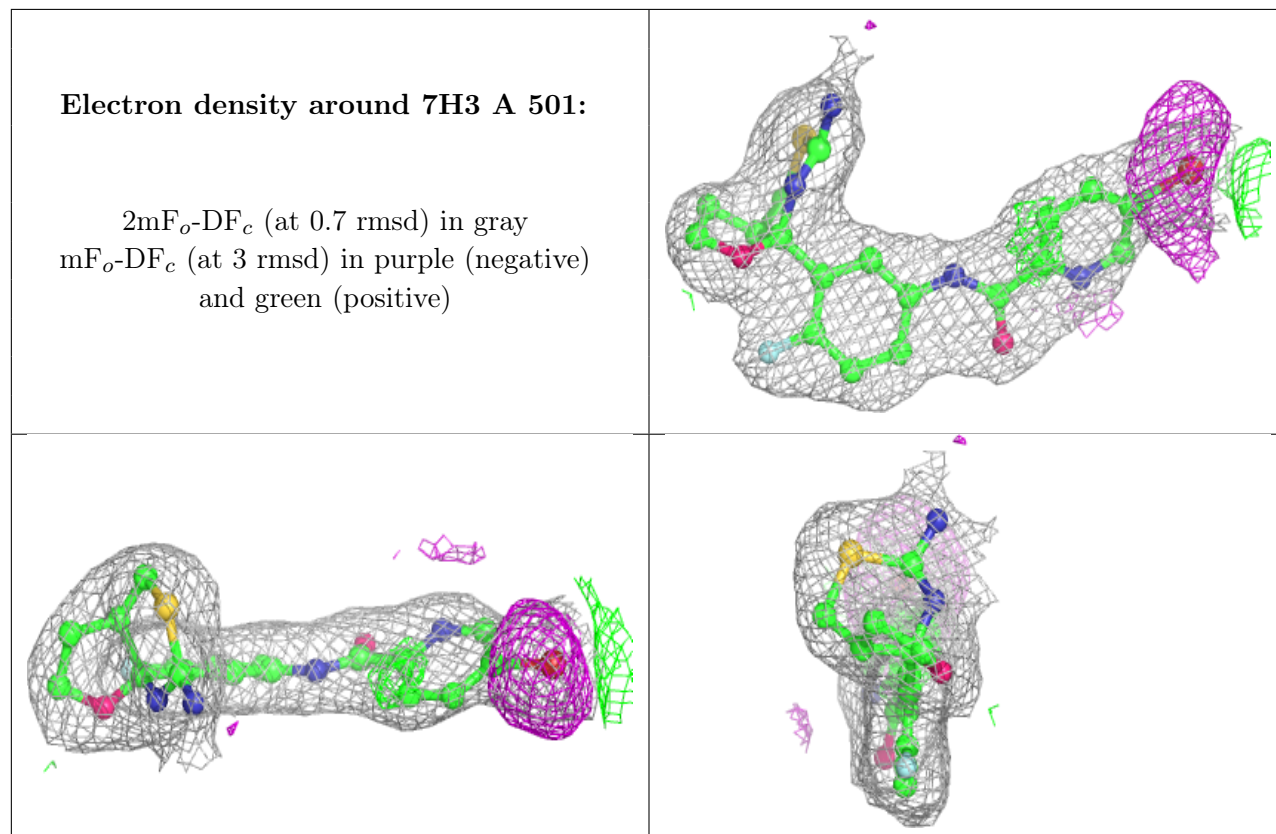 Electron density around 7H3 A 501:
2mFo-DFc (at 0.7 rmsd) in gray
mFo-DFc (at 3 rmsd) in purple (negative)
and green (positive)